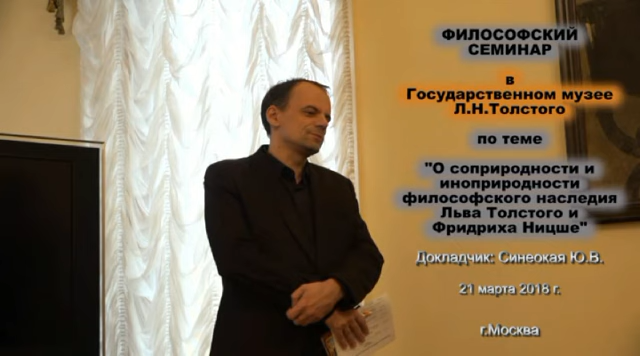 ФИЛОСОФСКИЙ
СЕМИНАР
в
Государственном музее
Л.Н.Толстого
по теме
"О соприродности и
иноприродности
философского наследия
Льва Толстого и
Фридриха Ницше"
Докладчик: Синеокая Ю.В.
21 марта 2018 г.
г.Москва